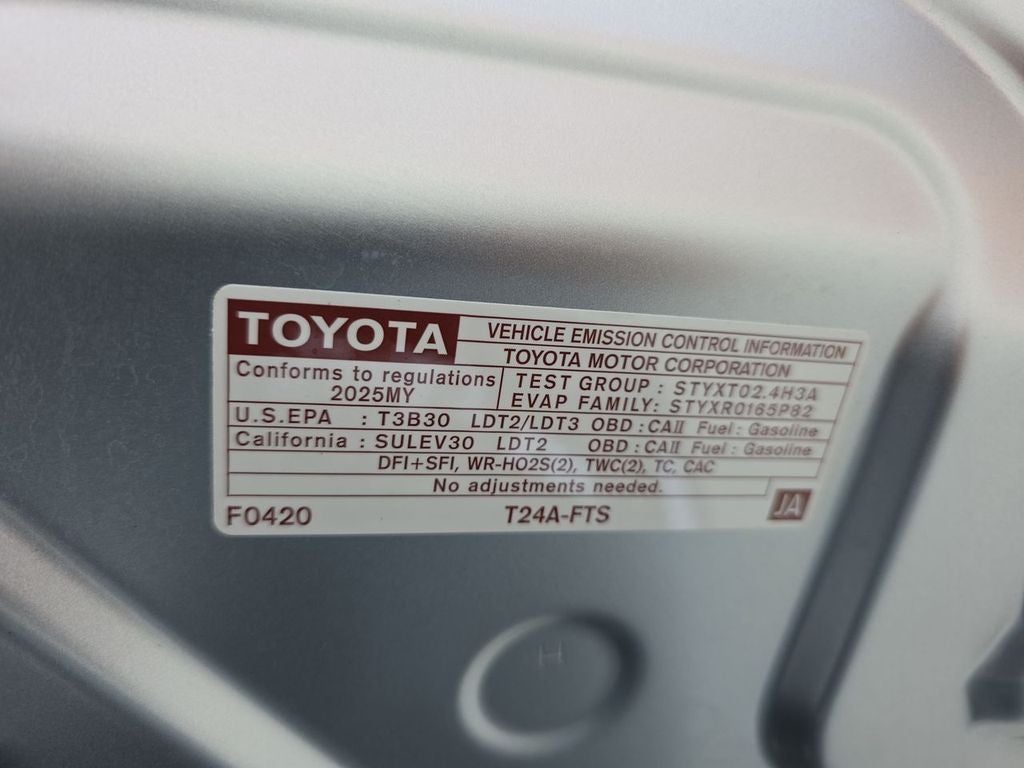 TOYOTA
VEHICLE EMISSION CONTROL INFORMATION
TOYOTA MOTOR CORPORATION
Conforms to regulations
2025MY
TEST GROUP : STYXT02.4H3A
EVAP FAMILY: STYXR0165P82
U.S.EPA : T3B30 LDT2/LDT3 OBD : CAII Fuel : Gasoline
California : SULEV30 LDT2 OBD : CAII Fuel : Gasoline
DFI+SFI, WR-HO2S(2), TWC(2), TC, CAC
No adjustments needed.
F0420 T24A-FTS JA
H